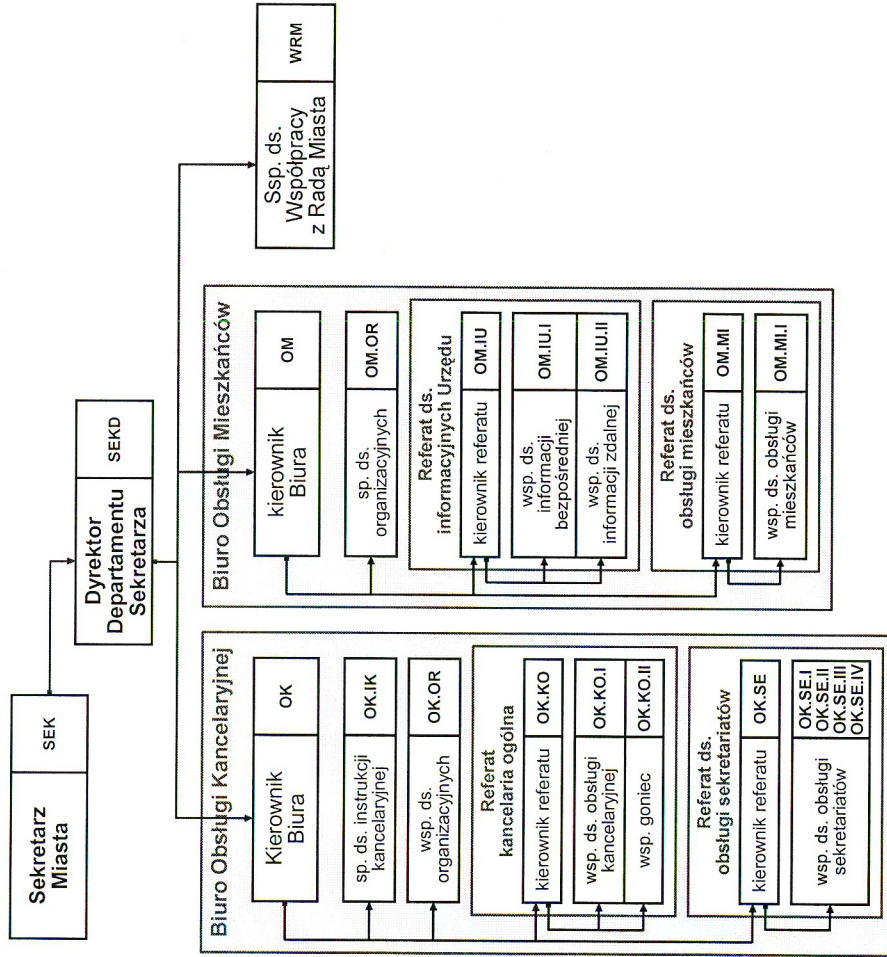 Sekretarz
Miasta
SEK
Dyrektor
Departamentu
Sekretarza
SEKD
Biuro Obsługi Kancelaryjnej
Kierownik
Biura
OK
sp. ds. instrukcji
kancelaryjnej
OK.IK
wsp. ds.
organizacyjnych
OK.OR
Referat
kancelaria ogólna
kierownik referatu
OK.KO
wsp. ds. obsługi
kancelaryjnej
OK.KO.I
wsp. goniec
OK.KO.II
Referat ds.
obsługi sekretariatów
kierownik referatu
OK.SE
wsp. ds. obsługi
sekretariatów
OK.SE.I
OK.SE.II
OK.SE.III
OK.SE.IV
Biuro Obsługi Mieszkańców
kierownik
Biura
OM
sp. ds.
organizacyjnych
OM.OR
Referat ds.
informacyjnych Urzędu
kierownik referatu
OM.IU
wsp. ds.
informacji
bezpośredniej
OM.IU.I
wsp. ds.
informacji zdalnej
OM.IU.II
Referat ds.
obsługi mieszkańców
kierownik referatu
OM.MI
wsp. ds. obsługi
mieszkańców
OM.MI.I
Ssp. ds.
Współpracy
z Radą Miasta
WRM